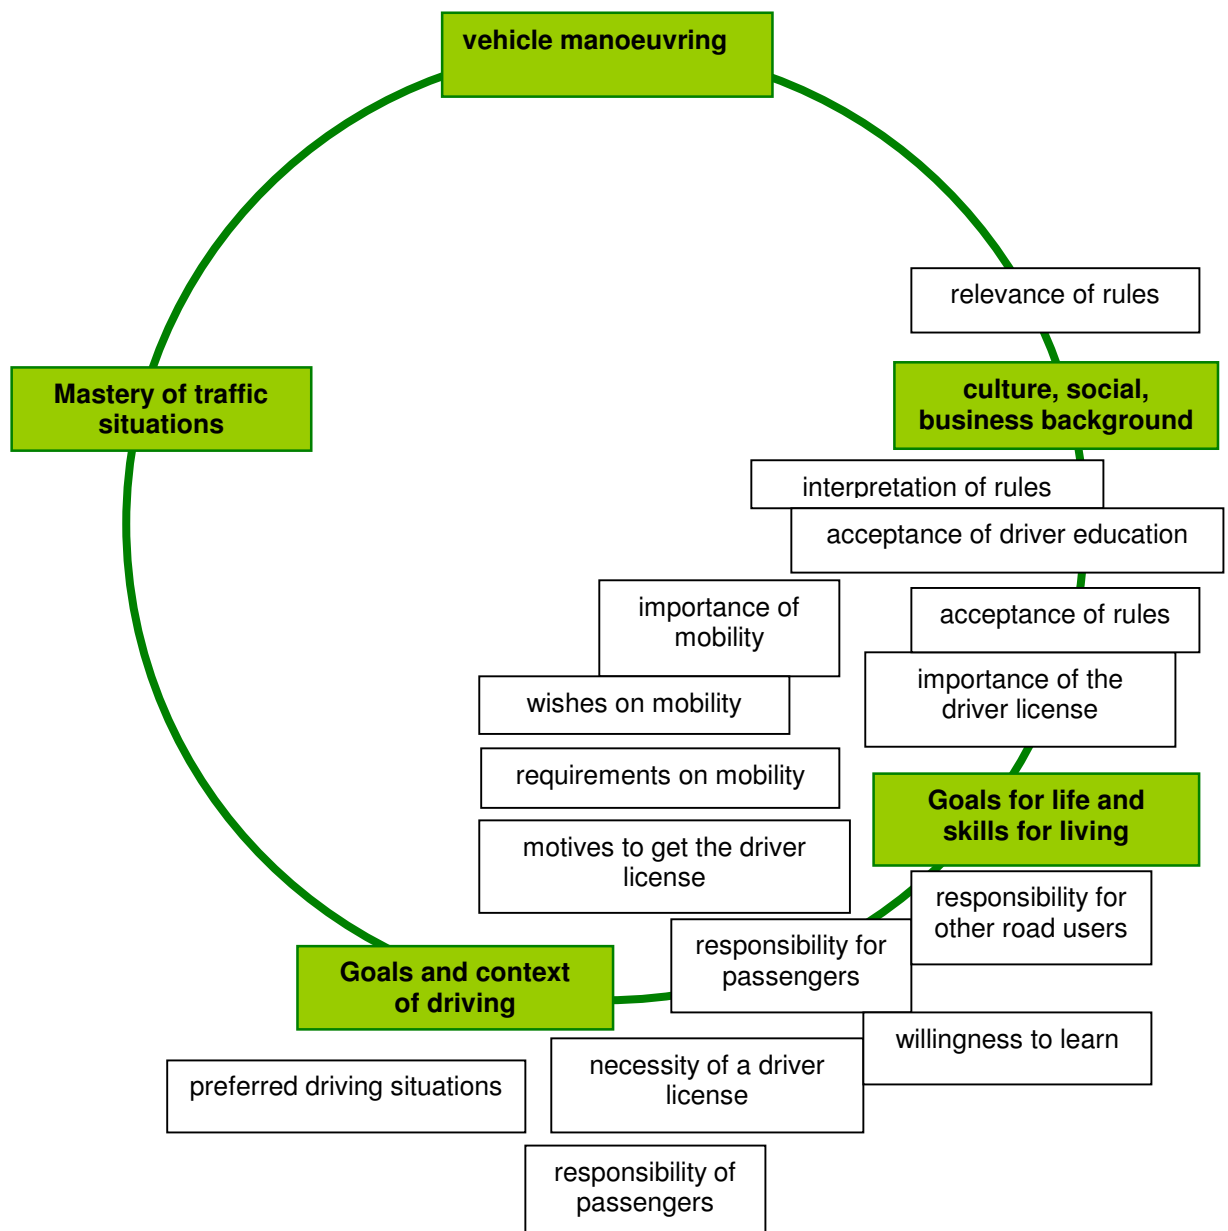 vehicle manoeuvring
relevance of rules
Mastery of traffic
situations
culture, social,
business background
interpretation of rules
acceptance of driver education
importance of
mobility
acceptance of rules
wishes on mobility
importance of the
driver license
requirements on mobility
Goals for life and
skills for living
motives to get the driver
license
responsibility for
other road users
responsibility for
passengers
Goals and context
of driving
willingness to learn
necessity of a driver
license
preferred driving situations
responsibility of
passengers